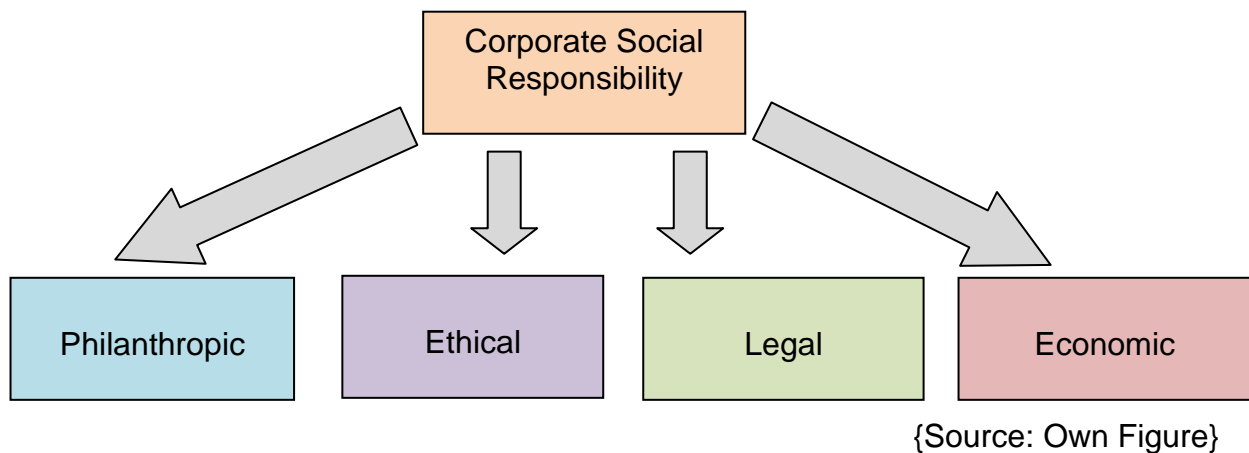 Corporate Social
Responsibility
Philanthropic
Ethical
Legal
Economic
{Source: Own Figure}